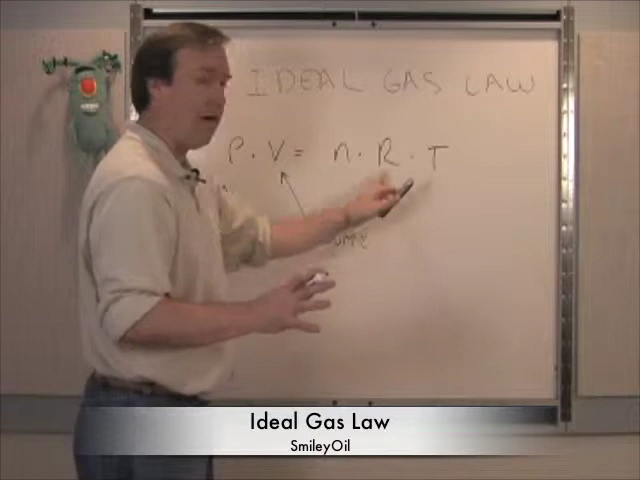 IDEAL GAS LAW
P · V = n · R · T
Ideal Gas Law
SmileyOil